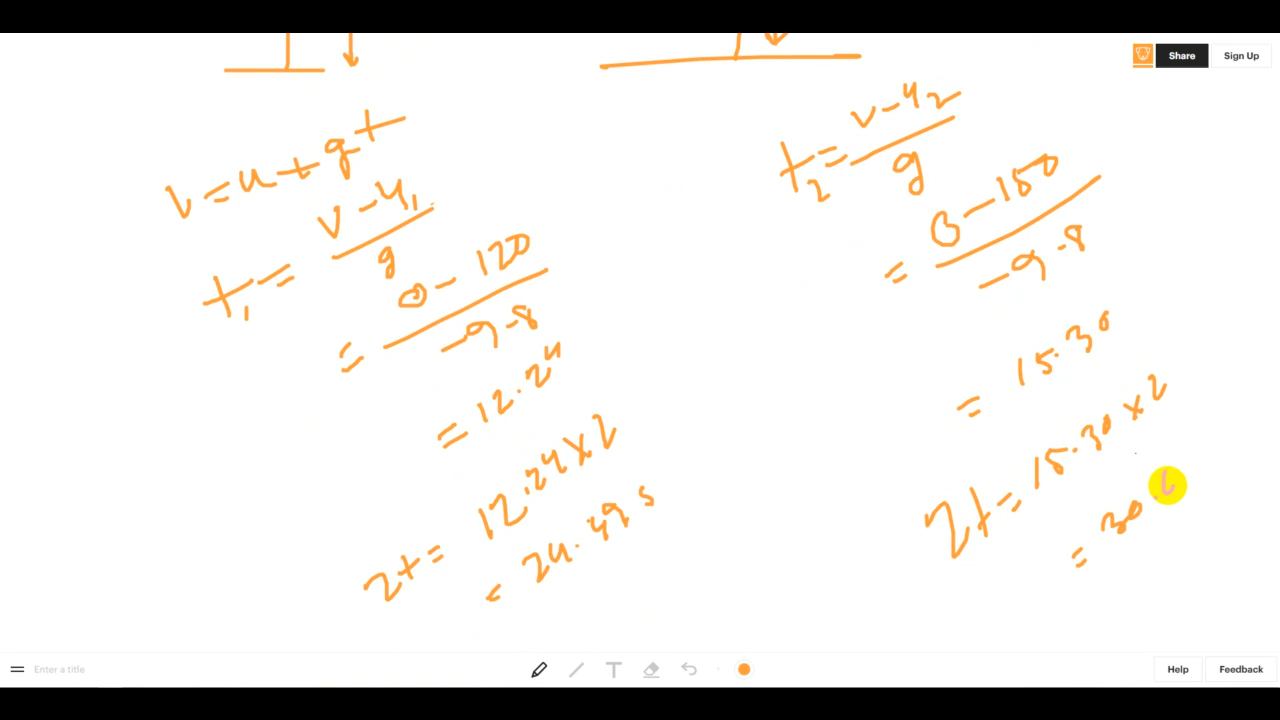 Share
Sign Up
v = u + gt
t₁ = (v - u₁) / g
= (0 - 120) / -9.8
= 12.24
2t = 12.24 × 2
= 24.49 s
t₂ = (v - u₂) / g
= (0 - 150) / -9.8
= 15.30
2t = 15.30 × 2
= 30.6
Enter a title
T
Help
Feedback